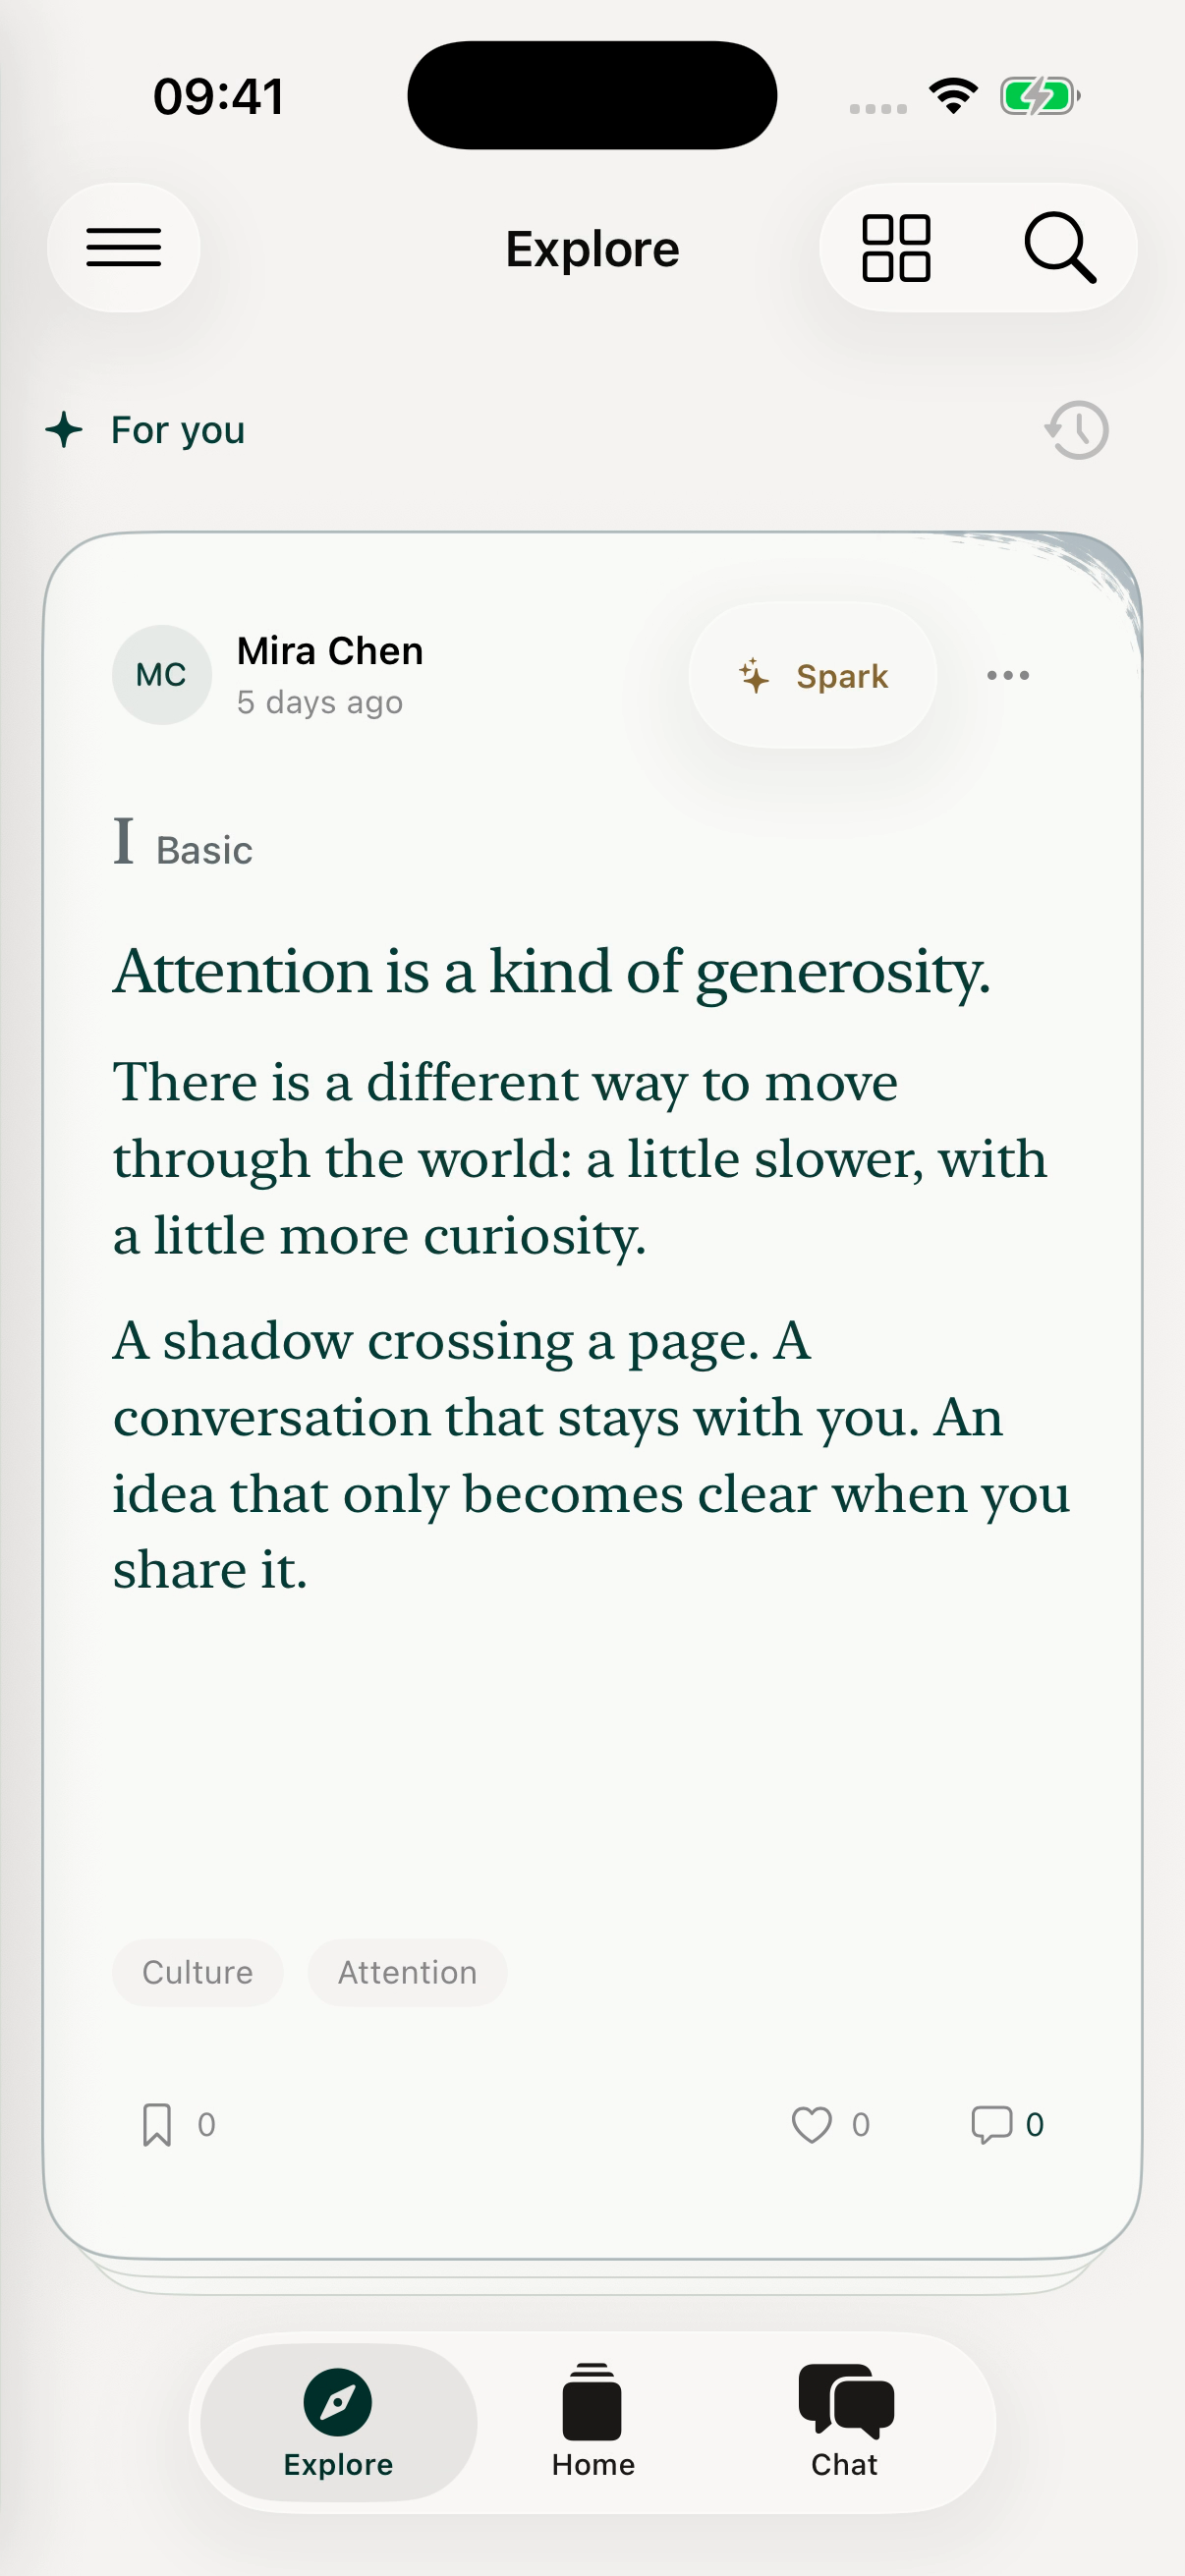 09:41
Explore
For you
MC
Mira Chen
5 days ago
Spark
I Basic
Attention is a kind of generosity.
There is a different way to move
through the world: a little slower, with
a little more curiosity.
A shadow crossing a page. A
conversation that stays with you. An
idea that only becomes clear when you
share it.
Culture Attention
0 0 0
Explore Home Chat